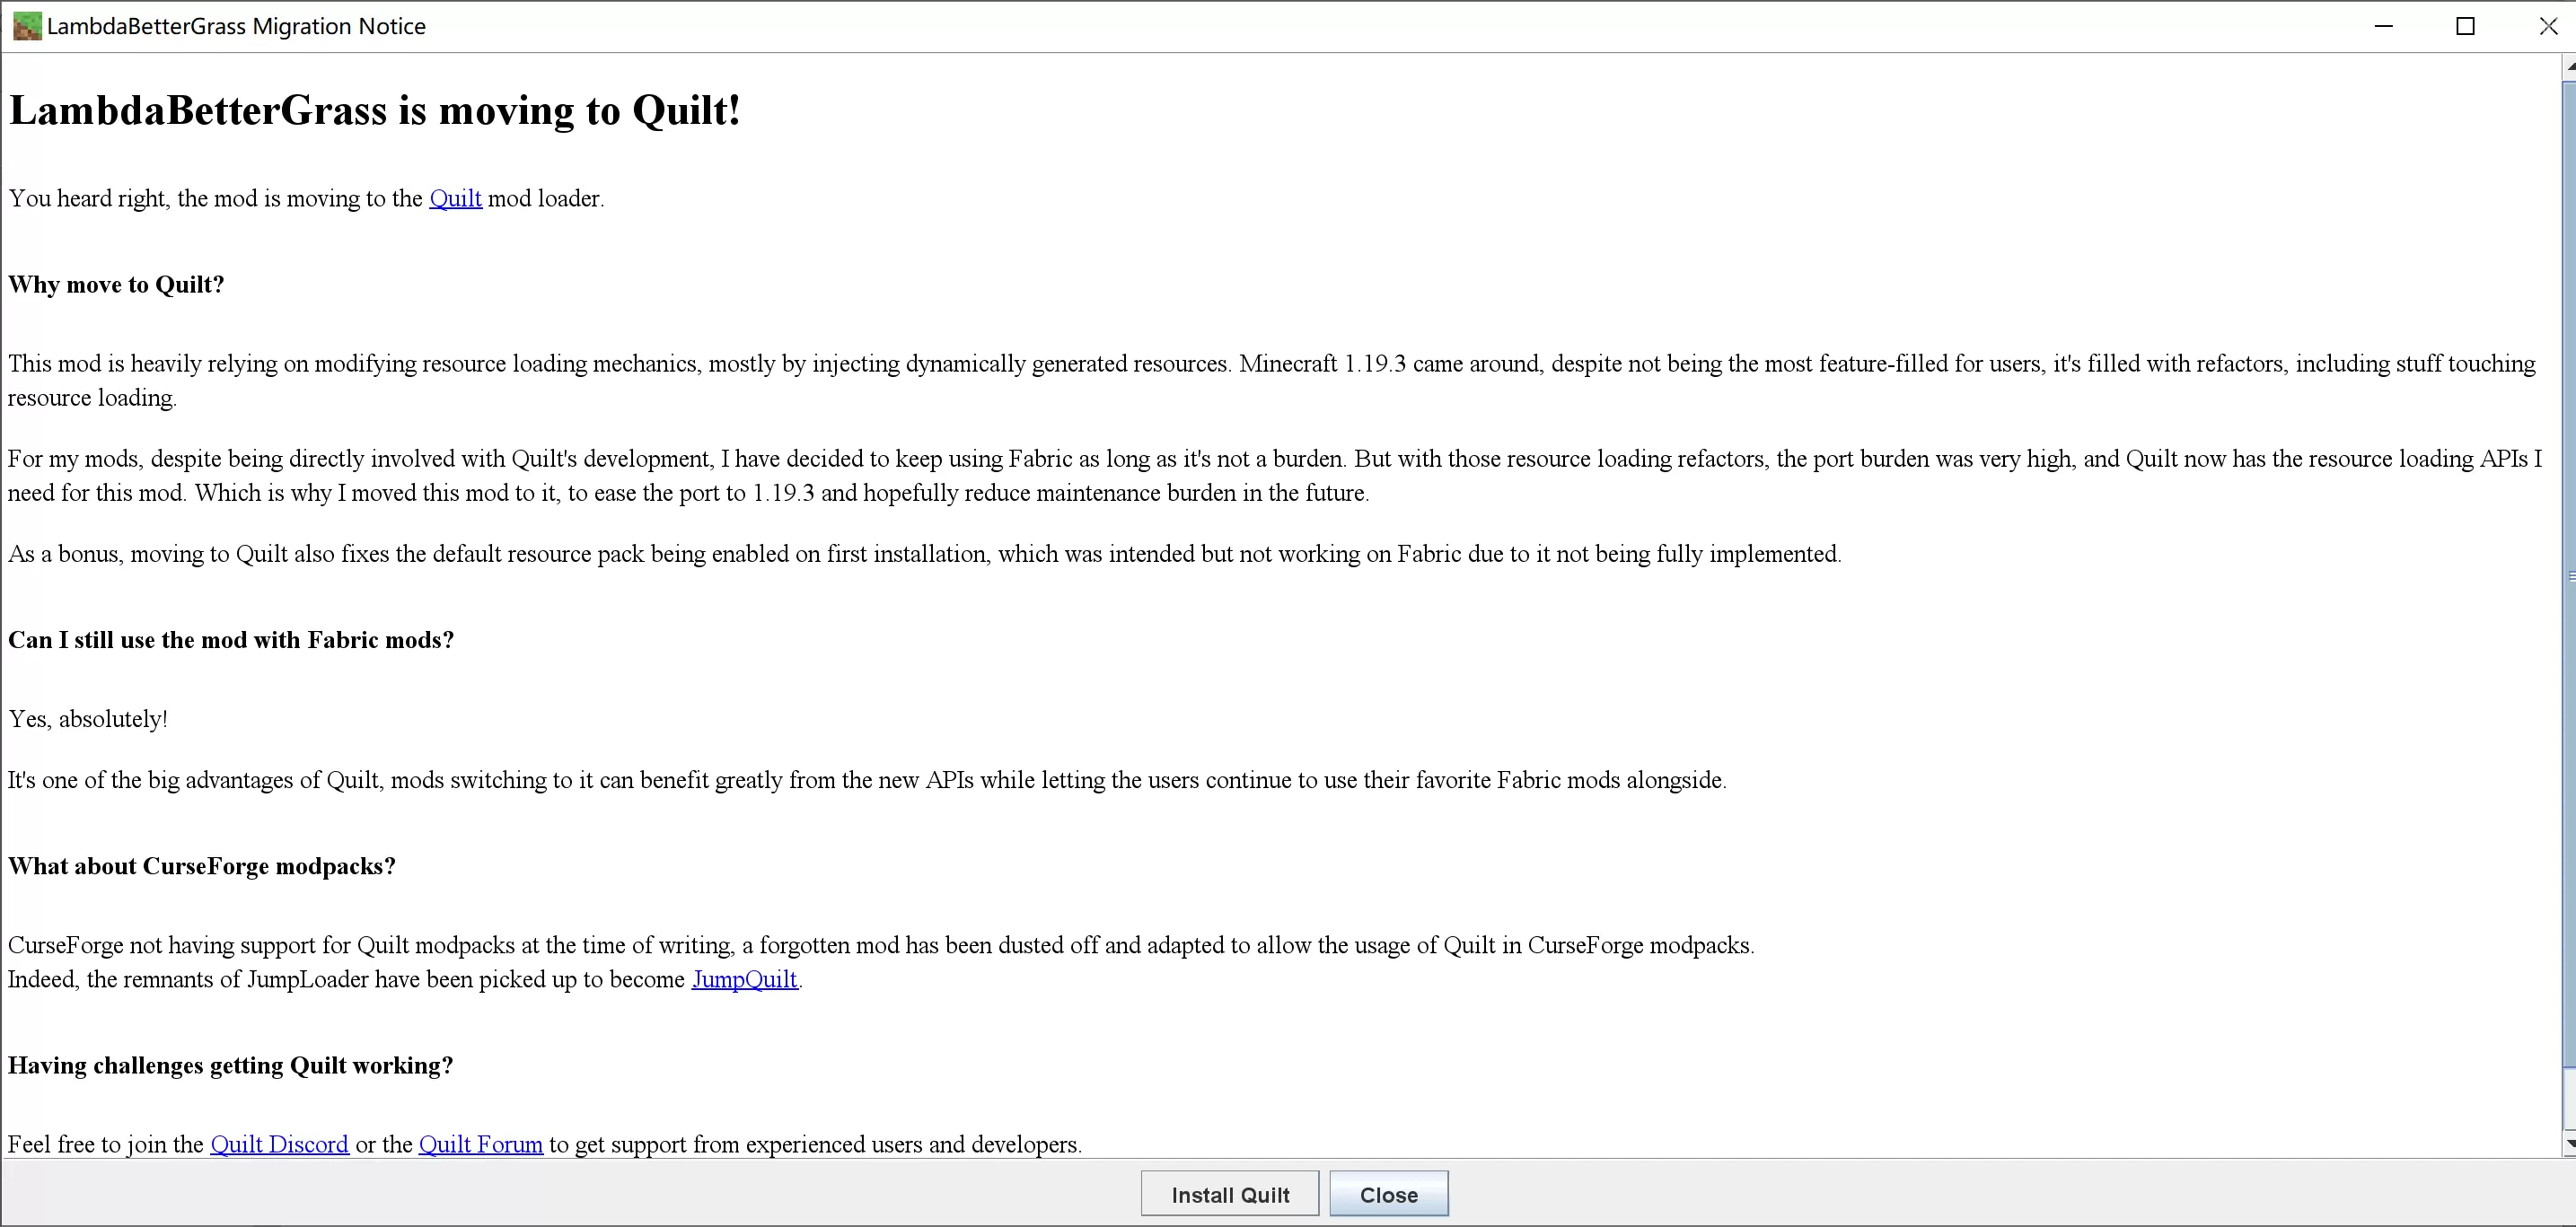 LambdaBetterGrass Migration Notice
LambdaBetterGrass is moving to Quilt!
You heard right, the mod is moving to the Quilt mod loader.
Why move to Quilt?
This mod is heavily relying on modifying resource loading mechanics, mostly by injecting dynamically generated resources. Minecraft 1.19.3 came around, despite not being the most feature-filled for users, it's filled with refactors, including stuff touching
resource loading.
For my mods, despite being directly involved with Quilt's development, I have decided to keep using Fabric as long as it's not a burden. But with those resource loading refactors, the port burden was very high, and Quilt now has the resource loading APIs I
need for this mod. Which is why I moved this mod to it, to ease the port to 1.19.3 and hopefully reduce maintenance burden in the future.
As a bonus, moving to Quilt also fixes the default resource pack being enabled on first installation, which was intended but not working on Fabric due to it not being fully implemented.
Can I still use the mod with Fabric mods?
Yes, absolutely!
It's one of the big advantages of Quilt, mods switching to it can benefit greatly from the new APIs while letting the users continue to use their favorite Fabric mods alongside.
What about CurseForge modpacks?
CurseForge not having support for Quilt modpacks at the time of writing, a forgotten mod has been dusted off and adapted to allow the usage of Quilt in CurseForge modpacks.
Indeed, the remnants of JumpLoader have been picked up to become JumpQuilt.
Having challenges getting Quilt working?
Feel free to join the Quilt Discord or the Quilt Forum to get support from experienced users and developers.
Install Quilt
Close